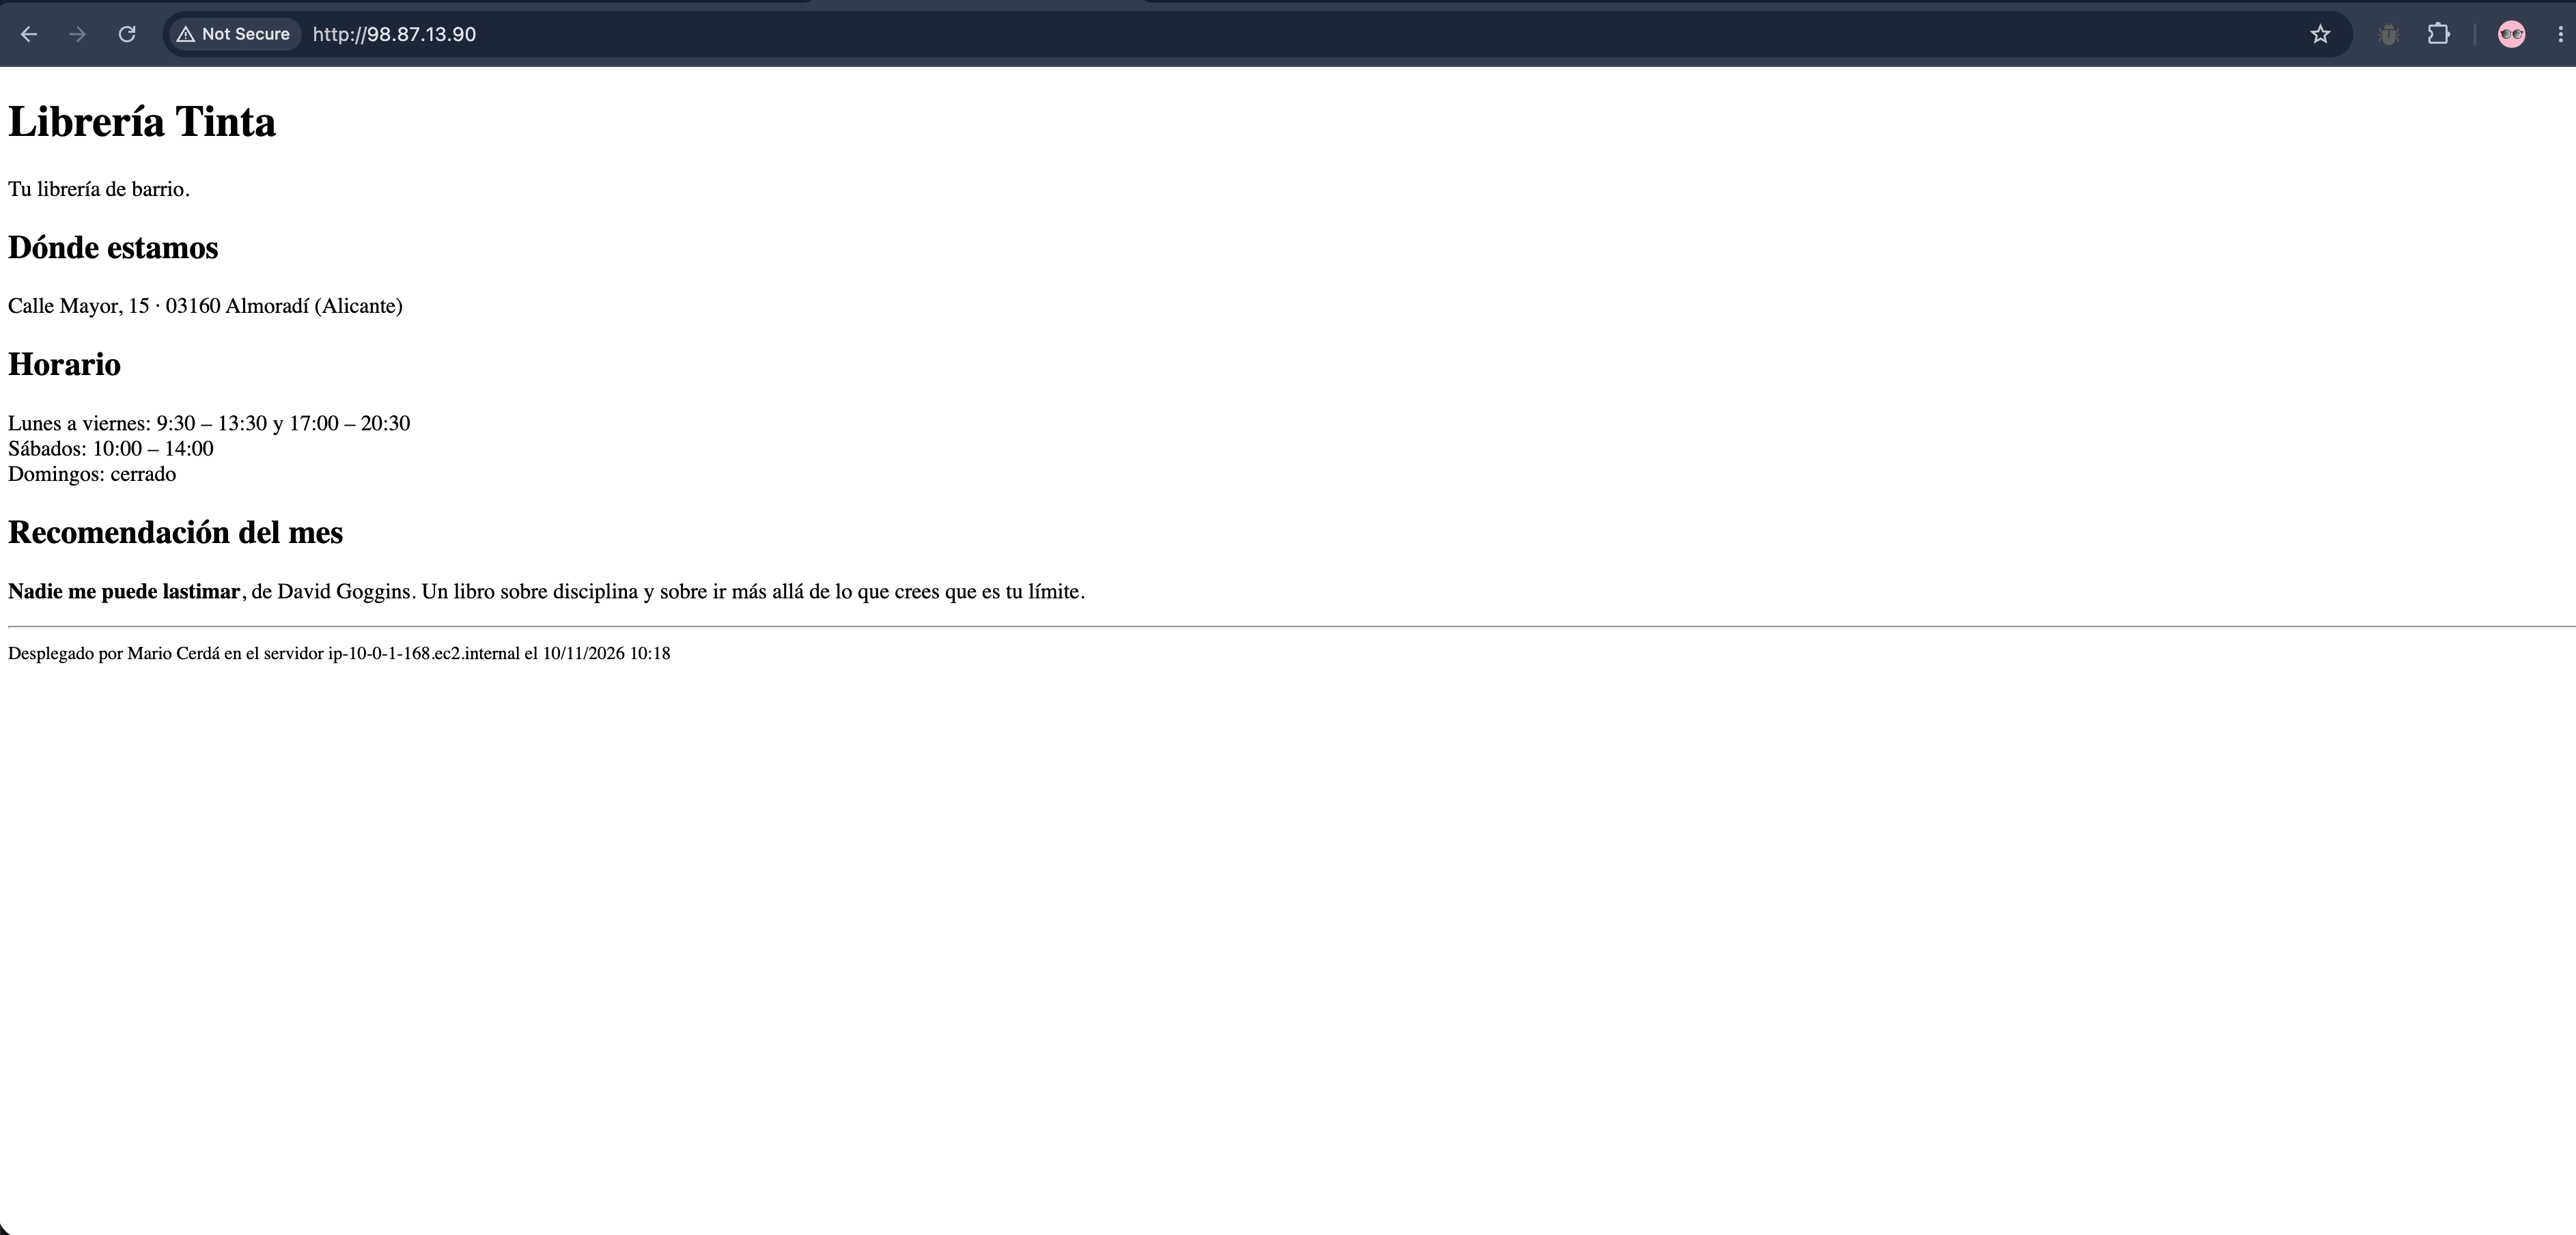 Not Secure
http://98.87.13.90
Librería Tinta
Tu librería de barrio.
Dónde estamos
Calle Mayor, 15 · 03160 Almoradí (Alicante)
Horario
Lunes a viernes: 9:30 – 13:30 y 17:00 – 20:30
Sábados: 10:00 – 14:00
Domingos: cerrado
Recomendación del mes
Nadie me puede lastimar, de David Goggins. Un libro sobre disciplina y sobre ir más allá de lo que crees que es tu límite.
Desplegado por Mario Cerdá en el servidor ip-10-0-1-168.ec2.internal el 10/11/2026 10:18